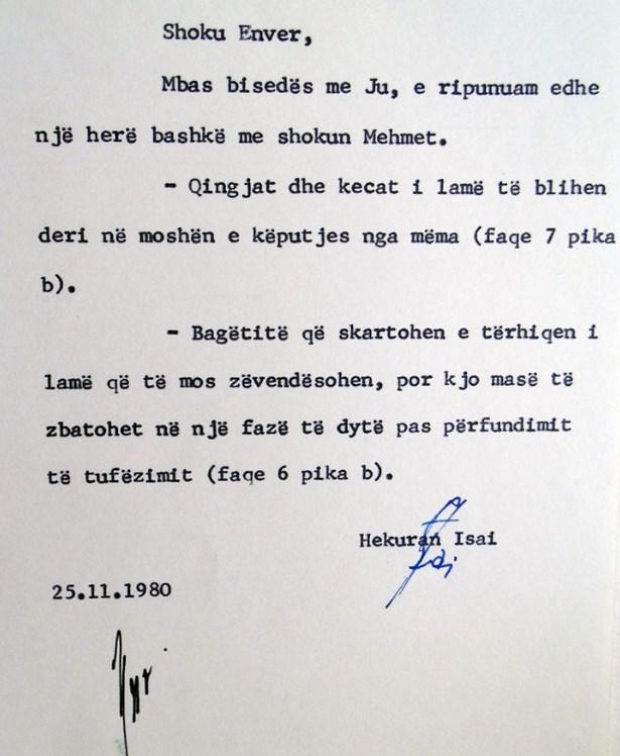 Shoku Enver,
Mbas bisedës me Ju, e ripunuam edhe
një herë bashkë me shokun Mehmet.
- Qingjat dhe kecat i lamë të blihen
deri në moshën e këputjes nga mëma (faqe 7 pika
b).
- Bagëtitë që skartohen e tërhiqen i
lamë që të mos zëvendësohen, por kjo masë të
zbatohet në një fazë të dytë pas përfundimit
të tufëzimit (faqe 6 pika b).
Hekuran Isai
25.11.1980